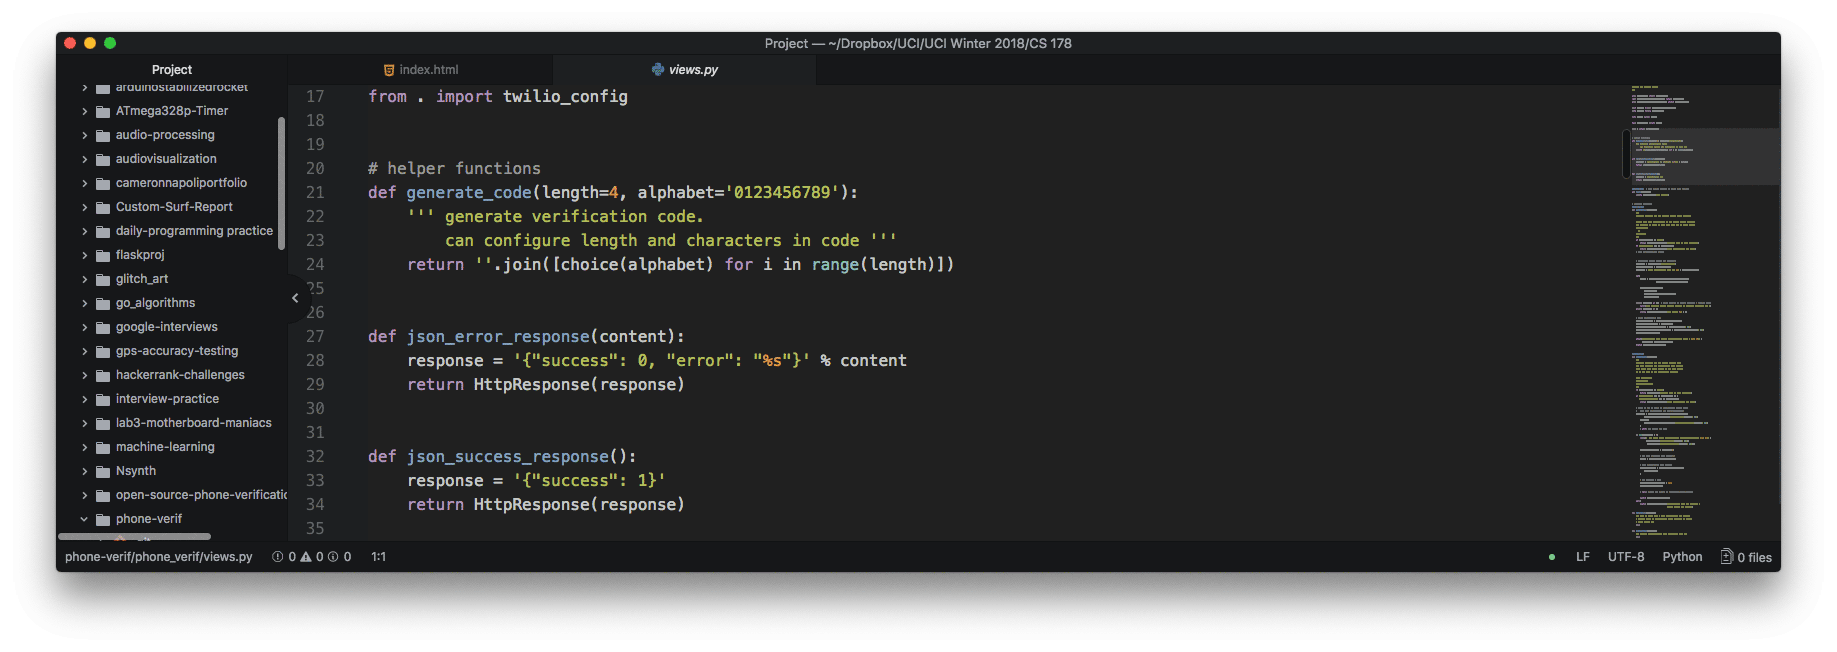 Project — ~/Dropbox/UCI/UCI Winter 2018/CS 178
Project
index.html
views.py
arduinostabilizedrocket
ATmega328p-Timer
audio-processing
audiovisualization
cameronnapoliportfolio
Custom-Surf-Report
daily-programming practice
flaskproj
glitch_art
go_algorithms
google-interviews
gps-accuracy-testing
hackerrank-challenges
interview-practice
lab3-motherboard-maniacs
machine-learning
Nsynth
open-source-phone-verificatio
phone-verif
17 from . import twilio_config
18
19
20 # helper functions
21 def generate_code(length=4, alphabet='0123456789'):
22     ''' generate verification code.
23         can configure length and characters in code '''
24     return ''.join([choice(alphabet) for i in range(length)])
25
26
27 def json_error_response(content):
28     response = '{"success": 0, "error": "%s"}' % content
29     return HttpResponse(response)
30
31
32 def json_success_response():
33     response = '{"success": 1}'
34     return HttpResponse(response)
35
phone-verif/phone_verif/views.py 0 0 0 1:1 LF UTF-8 Python 0 files